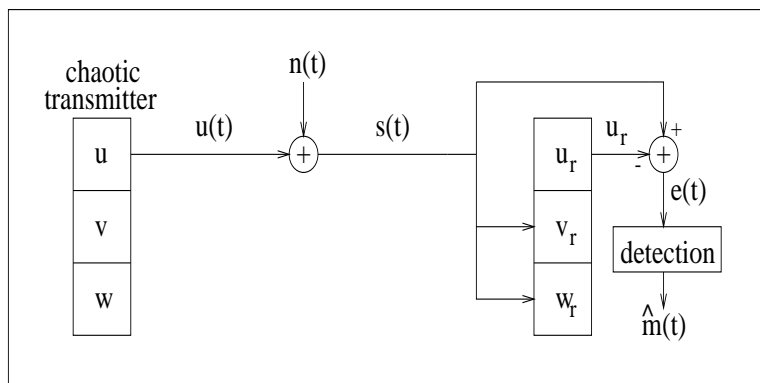 chaotic
transmitter
n(t)
u(t)
s(t)
u_r
+
+
+
-
u
u_r
e(t)
v
v_r
detection
w
w_r
m̂(t)